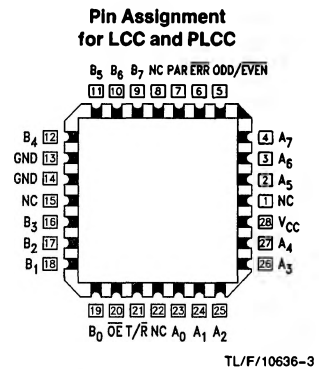 Pin Assignment
for LCC and PLCC
B5 B6 B7 NC PAR E̅R̅R̅ ODD/E̅V̅E̅N̅
11 10 9 8 7 6 5
B4 12
GND 13
GND 14
NC 15
B3 16
B2 17
B1 18
4 A7
3 A6
2 A5
1 NC
28 VCC
27 A4
26 A3
19 20 21 22 23 24 25
B0 O̅E̅ T/R̅ NC A0 A1 A2
TL/F/10636-3